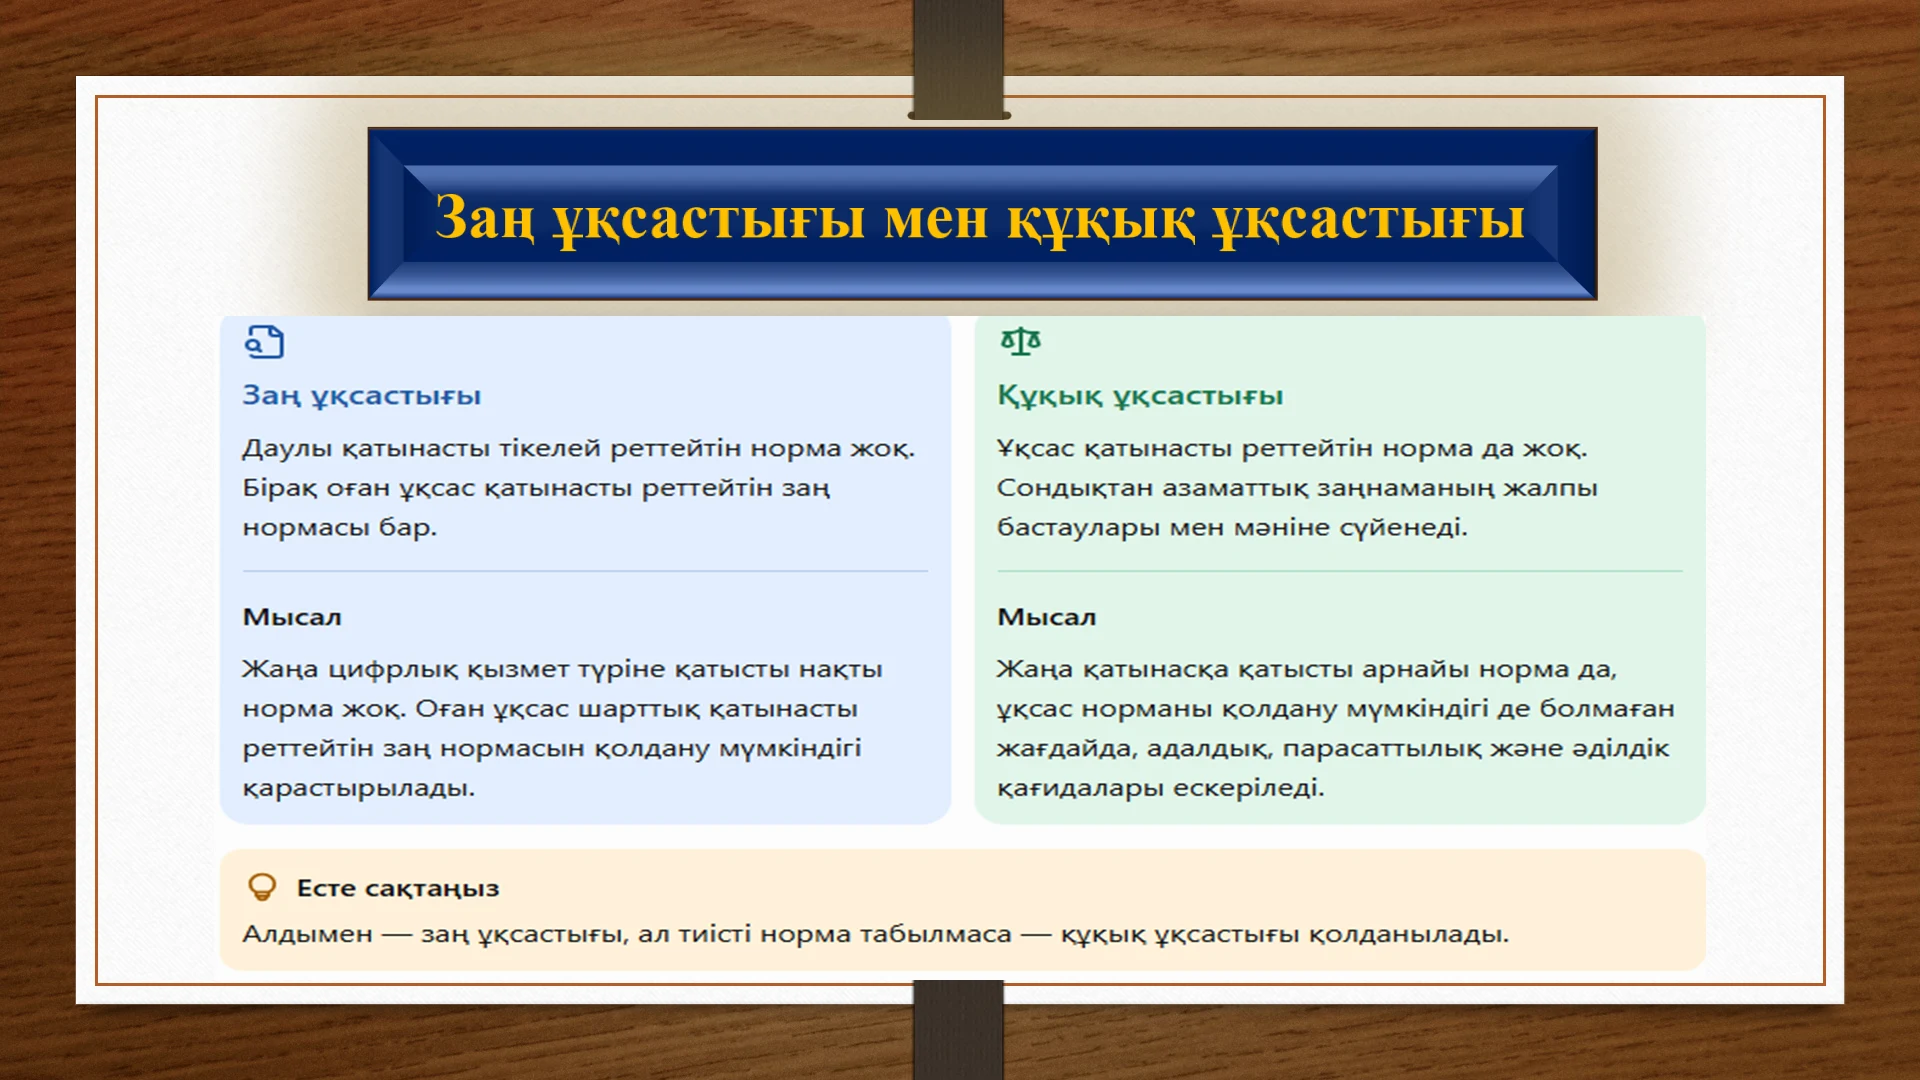 Заң ұқсастығы мен құқық ұқсастығы
Заң ұқсастығы
Даулы қатынасты тікелей реттейтін норма жоқ.
Бірақ оған ұқсас қатынасты реттейтін заң
нормасы бар.
Мысал
Жаңа цифрлық қызмет түріне қатысты нақты
норма жоқ. Оған ұқсас шарттық қатынасты
реттейтін заң нормасын қолдану мүмкіндігі
қарастырылады.
Құқық ұқсастығы
Ұқсас қатынасты реттейтін норма да жоқ.
Сондықтан азаматтық заңнаманың жалпы
бастаулары мен мәніне сүйенеді.
Мысал
Жаңа қатынасқа қатысты арнайы норма да,
ұқсас норманы қолдану мүмкіндігі де болмаған
жағдайда, адалдық, парасаттылық және әділдік
қағидалары ескеріледі.
Есте сақтаңыз
Алдымен — заң ұқсастығы, ал тиісті норма табылмаса — құқық ұқсастығы қолданылады.